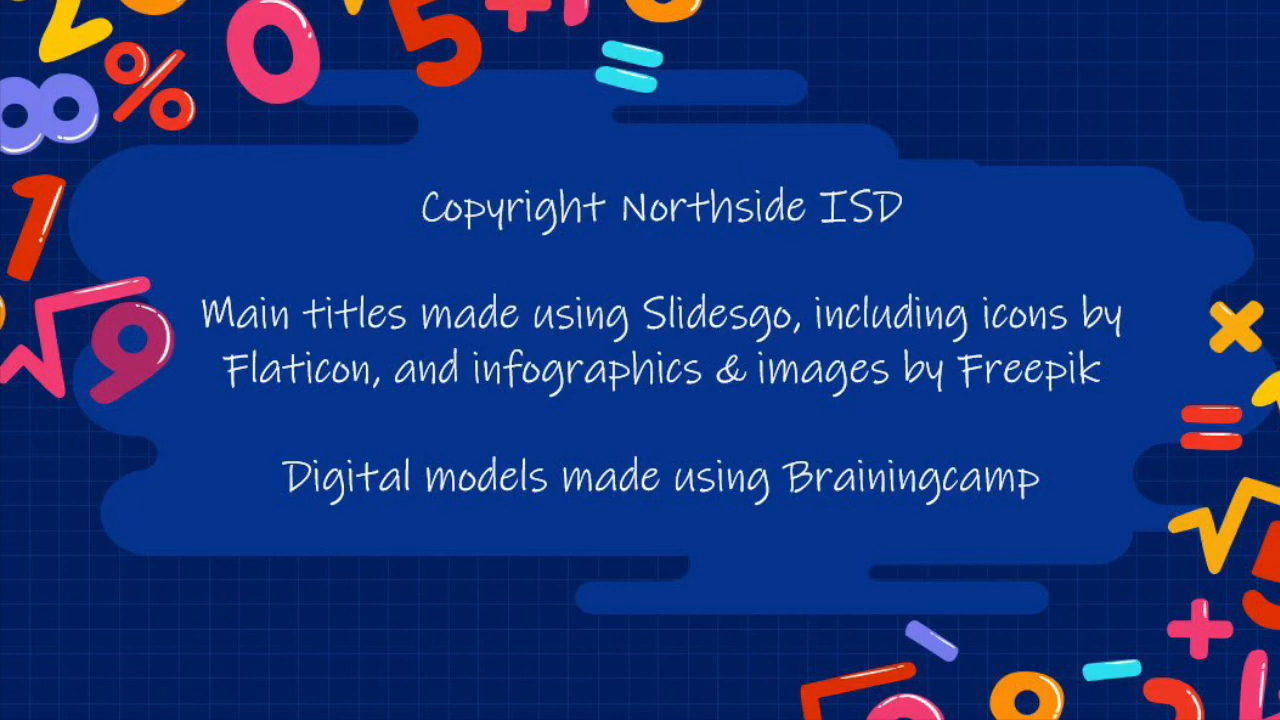 Copyright Northside ISD
Main titles made using Slidesgo, including icons by
Flaticon, and infographics & images by Freepik
Digital models made using Brainingcamp